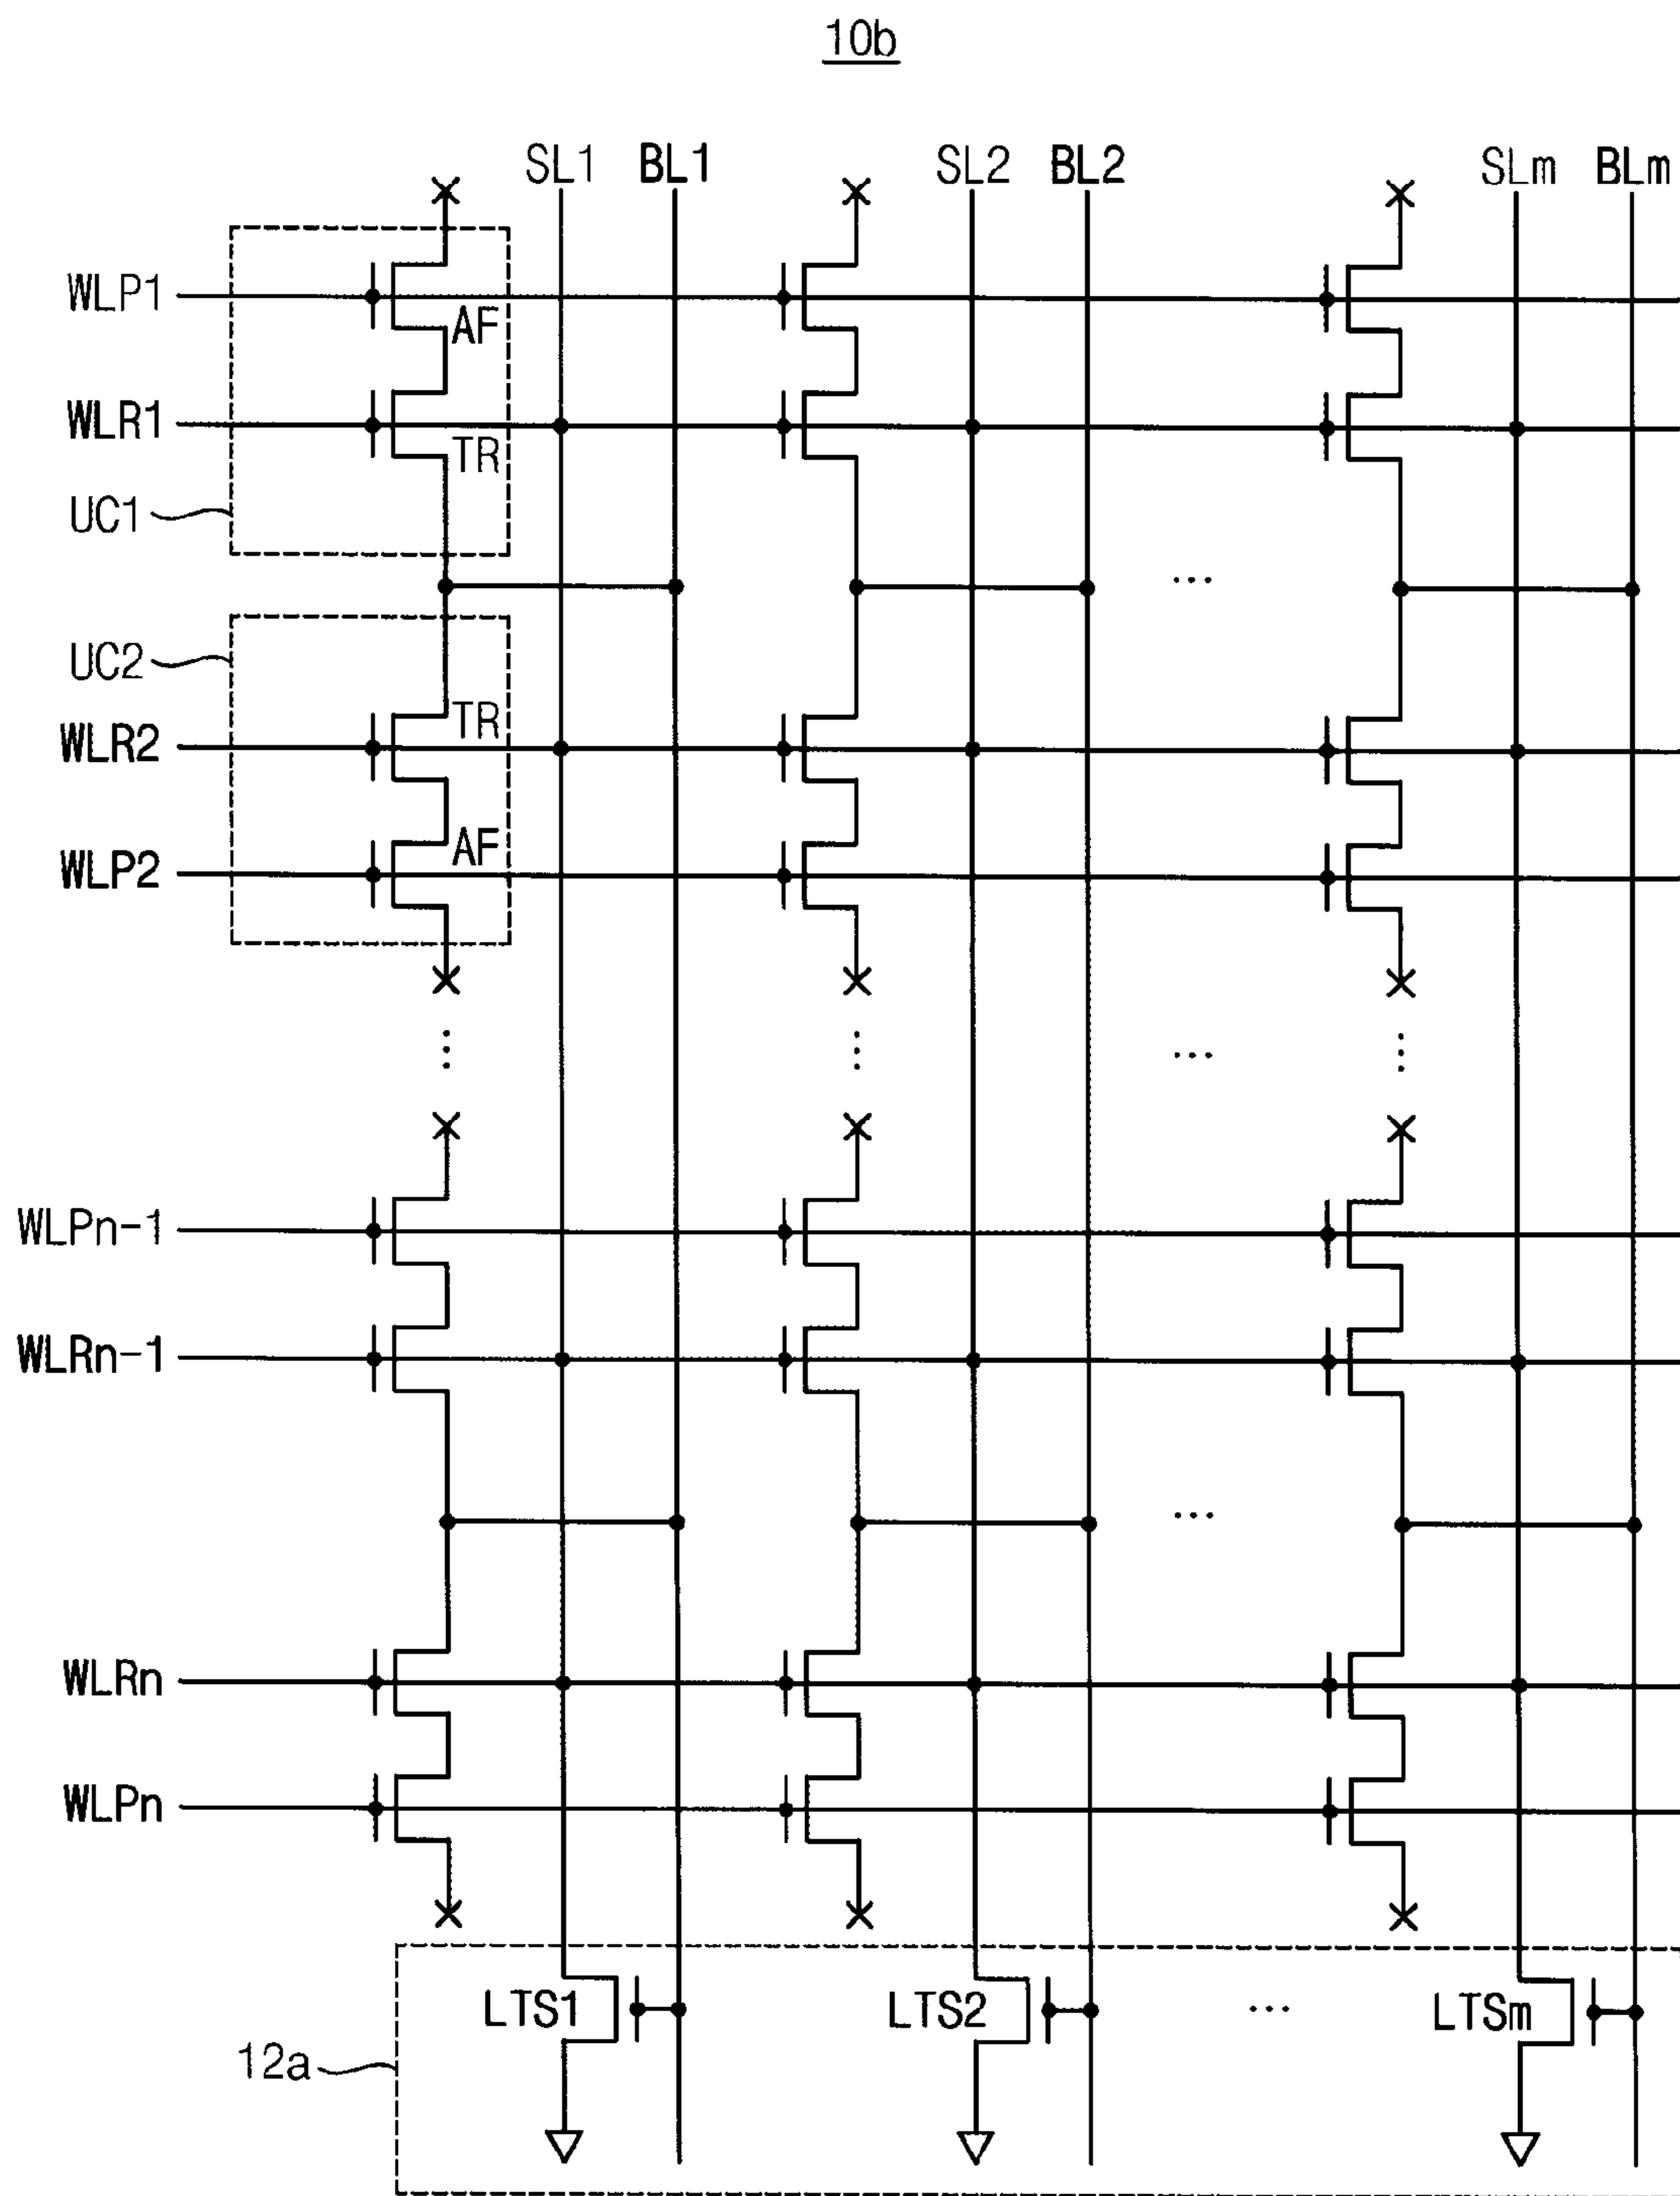 10b
SL1 BL1 SL2 BL2 SLm BLm
WLP1
AF
WLR1
TR
UC1
...
UC2
TR
WLR2
AF
WLP2
...
WLPn-1
WLRn-1
...
WLRn
WLPn
LTS1 LTS2 ... LTSm
12a